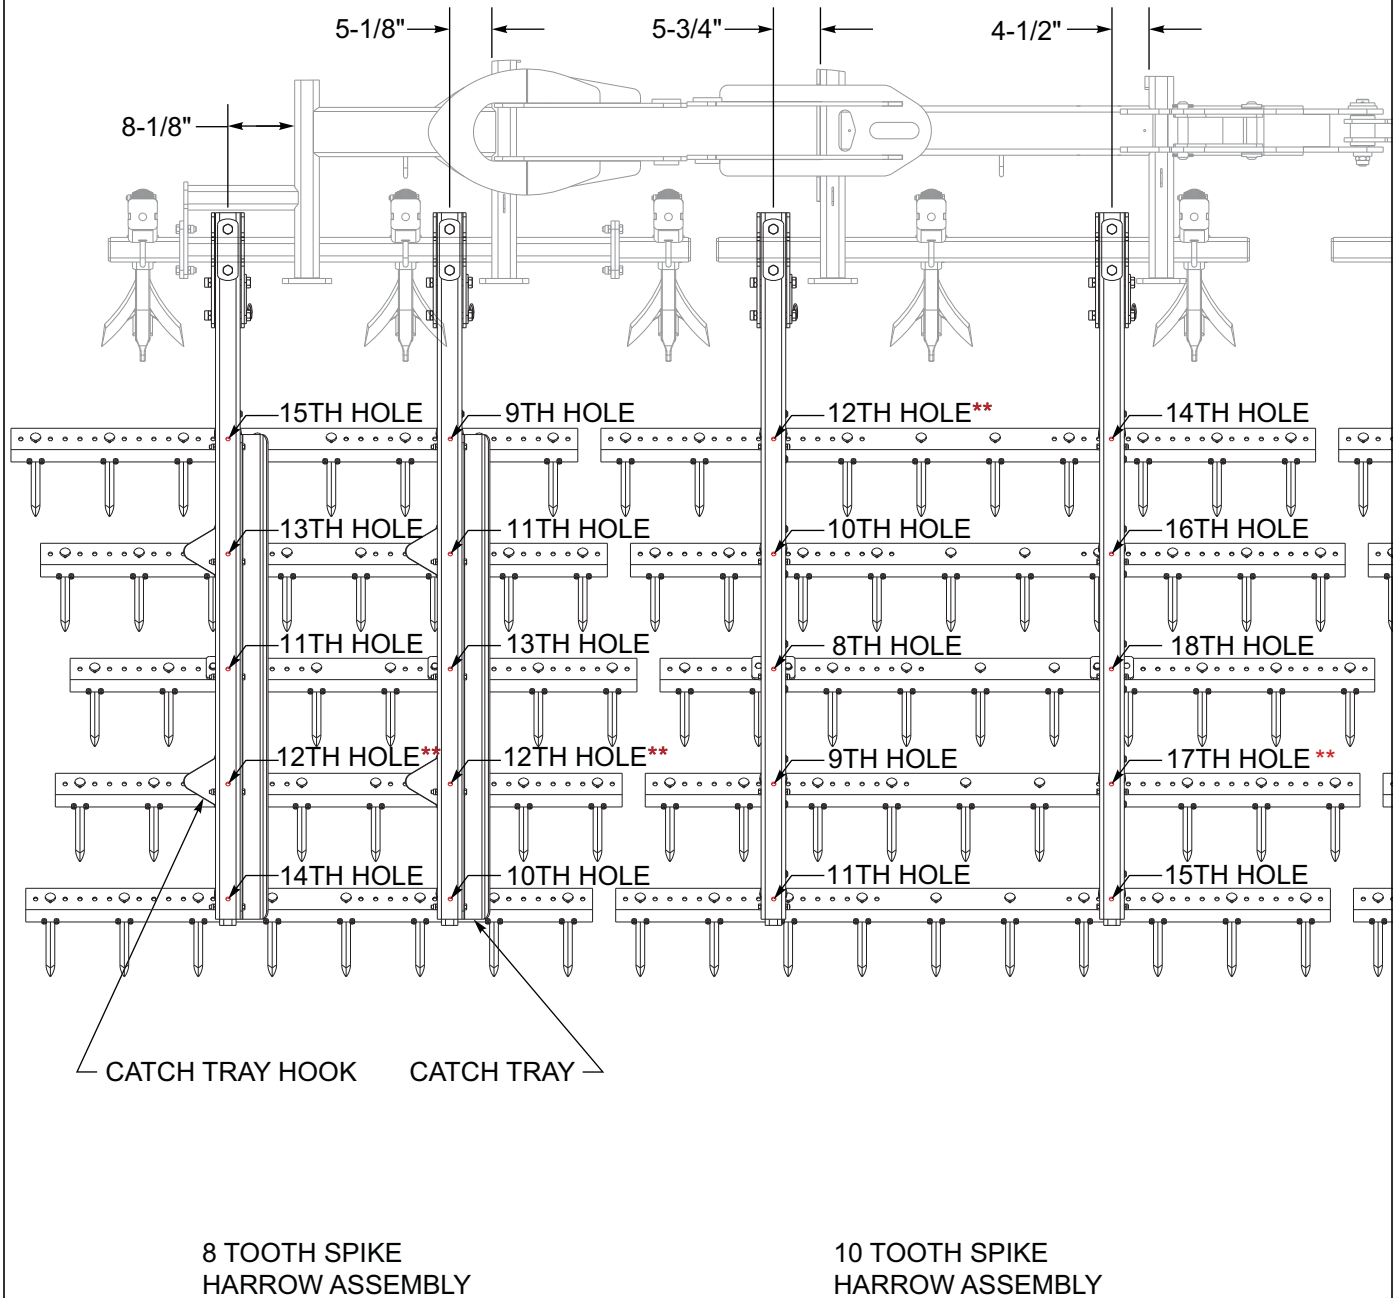 5-1/8"
5-3/4"
4-1/2"
8-1/8"
15TH HOLE
9TH HOLE
12TH HOLE**
14TH HOLE
13TH HOLE
11TH HOLE
10TH HOLE
16TH HOLE
11TH HOLE
13TH HOLE
8TH HOLE
18TH HOLE
12TH HOLE**
12TH HOLE**
9TH HOLE
17TH HOLE **
14TH HOLE
10TH HOLE
11TH HOLE
15TH HOLE
CATCH TRAY HOOK
CATCH TRAY
8 TOOTH SPIKE
HARROW ASSEMBLY
10 TOOTH SPIKE
HARROW ASSEMBLY